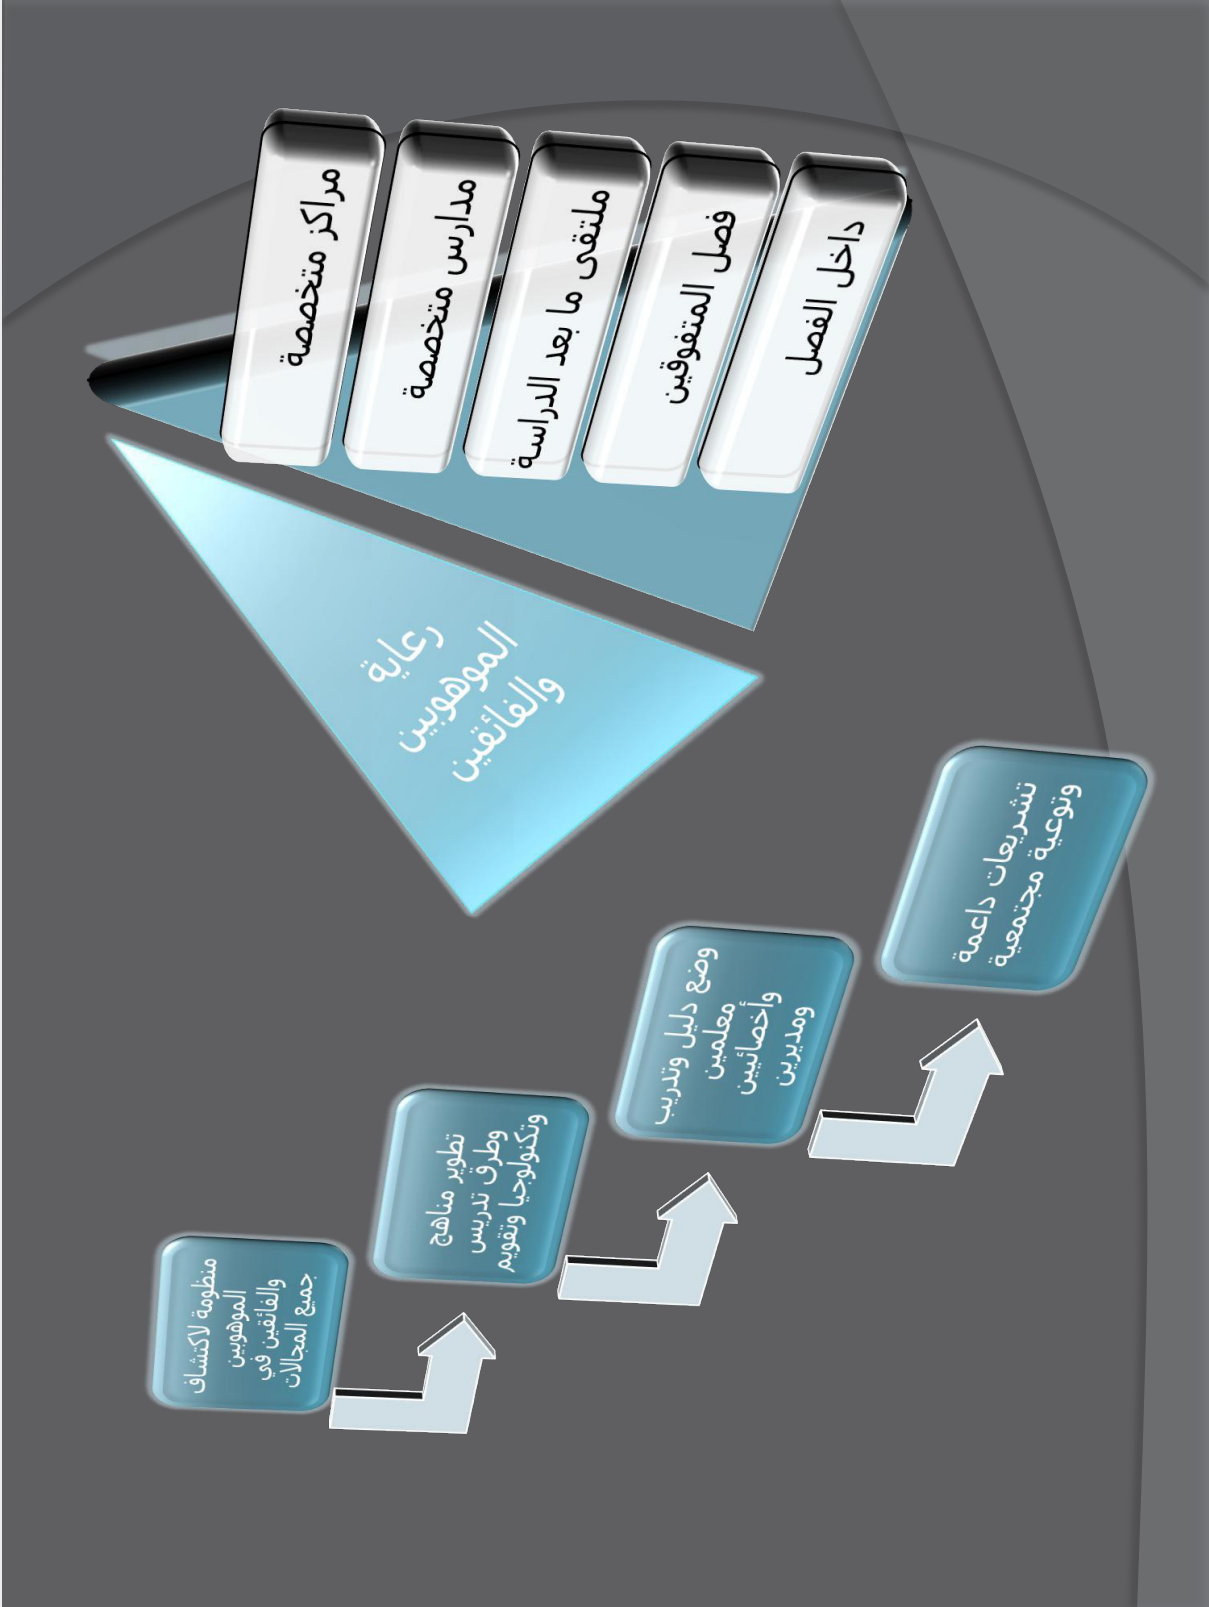 مراكز متخصصة
مدارس متخصصة
ملتقى ما بعد الدراسة
فصل المتفوقين
داخل الفصل
رعاية
الموهوبين
والفائقين
منظومة لاكتشاف
الموهوبين
والفائقين في
جميع المجالات
تطوير مناهج
وطرق تدريس
وتكنولوجيا وتقويم
وضع دليل وتدريب
معلمين
وأخصائيين
ومديرين
تشريعات داعمة
وتوعية مجتمعية